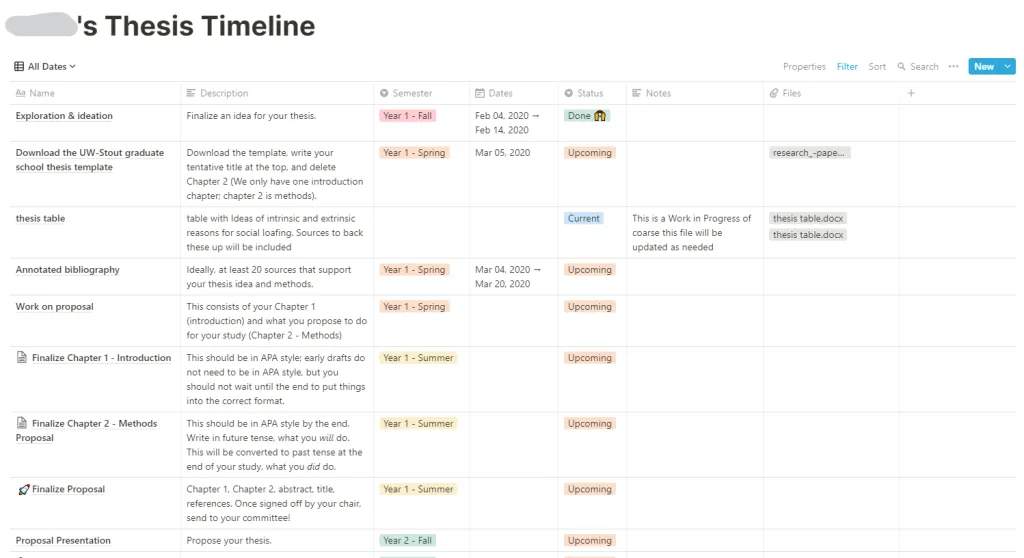 's Thesis Timeline
All Dates
Properties Filter Sort Search New
Name Description Semester Dates Status Notes Files
Exploration & ideation
Finalize an idea for your thesis.
Year 1 - Fall
Feb 04, 2020 →
Feb 14, 2020
Done
Download the UW-Stout graduate
school thesis template
Download the template, write your
tentative title at the top, and delete
Chapter 2 (We only have one introduction
chapter; chapter 2 is methods).
Year 1 - Spring
Mar 05, 2020
Upcoming
research_-pape...
thesis table
table with Ideas of intrinsic and extrinsic
reasons for social loafing. Sources to back
these up will be included
Current
This is a Work in Progress of
coarse this file will be
updated as needed
thesis table.docx
thesis table.docx
Annotated bibliography
Ideally, at least 20 sources that support
your thesis idea and methods.
Year 1 - Spring
Mar 04, 2020 →
Mar 20, 2020
Upcoming
Work on proposal
This consists of your Chapter 1
(introduction) and what you propose to do
for your study (Chapter 2 - Methods)
Year 1 - Spring
Upcoming
Finalize Chapter 1 - Introduction
This should be in APA style; early drafts do
not need to be in APA style, but you
should not wait until the end to put things
into the correct format.
Year 1 - Summer
Upcoming
Finalize Chapter 2 - Methods
Proposal
This should be in APA style by the end.
Write in future tense, what you will do.
This will be converted to past tense at the
end of your study, what you did do.
Year 1 - Summer
Upcoming
Finalize Proposal
Chapter 1, Chapter 2, abstract, title,
references. Once signed off by your chair,
send to your committee!
Year 1 - Summer
Upcoming
Proposal Presentation
Propose your thesis.
Year 2 - Fall
Upcoming